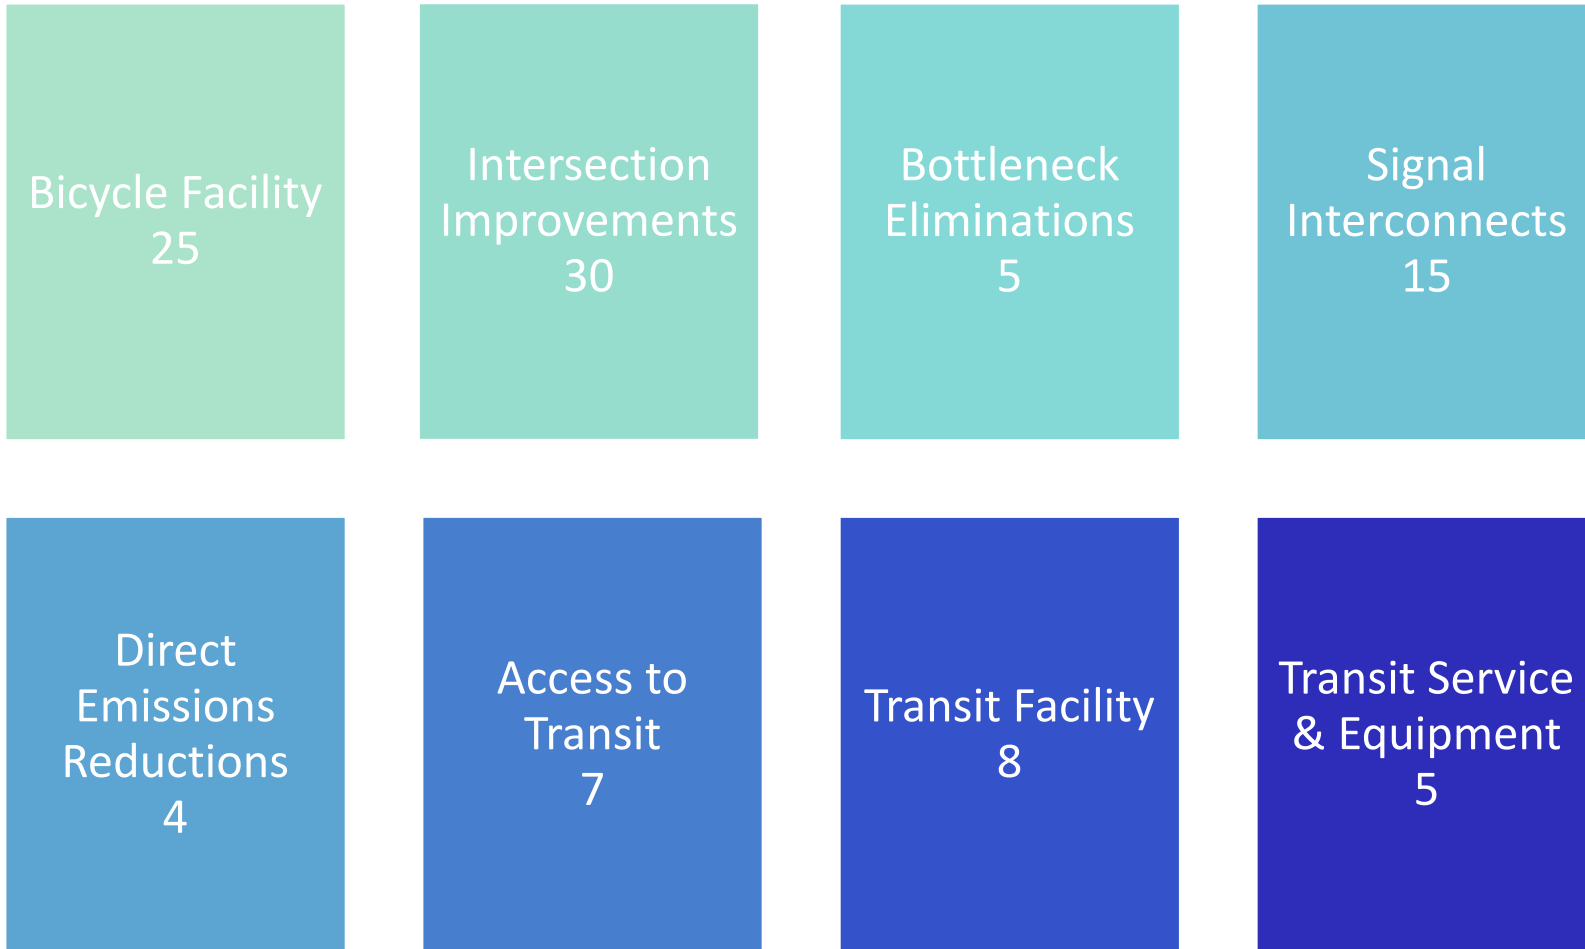 Bicycle Facility
25
Intersection
Improvements
30
Bottleneck
Eliminations
5
Signal
Interconnects
15
Direct
Emissions
Reductions
4
Access to
Transit
7
Transit Facility
8
Transit Service
& Equipment
5